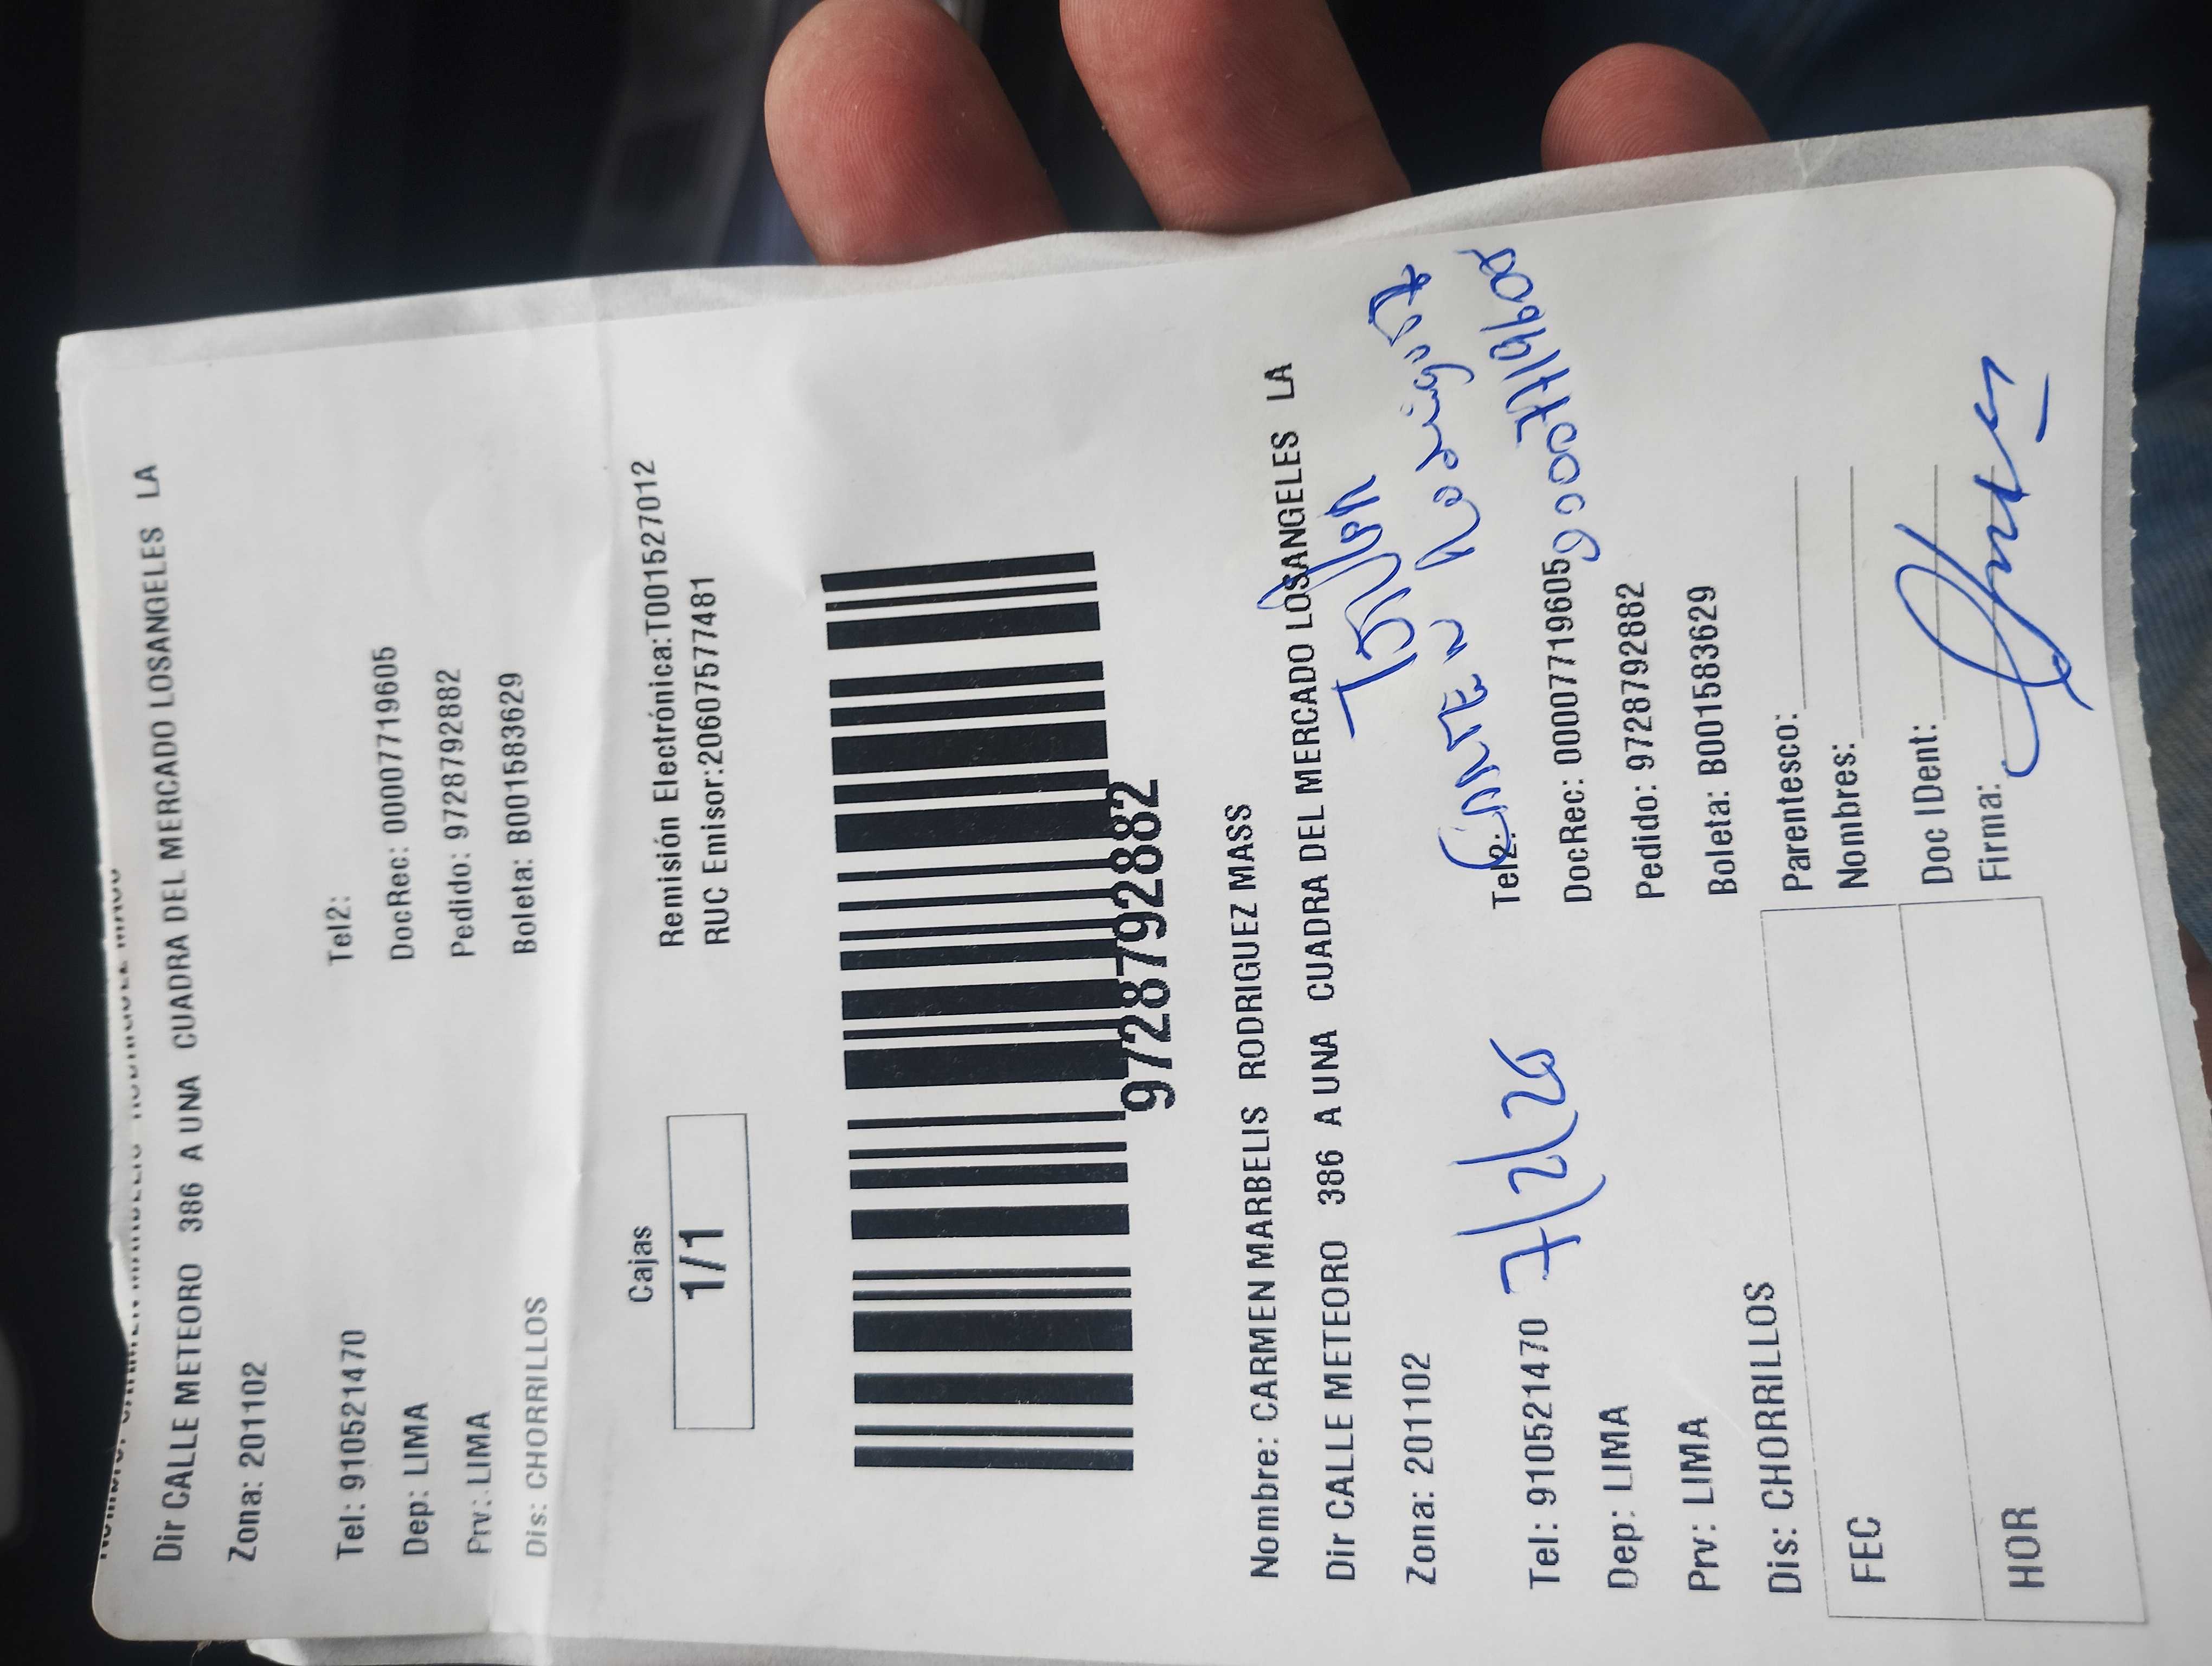 Dir CALLE METEORO 386 A UNA CUADRA DEL MERCADO LOSANGELES LA
Zona: 201102
Tel: 910521470 Tel2:
Dep: LIMA DocRec: 00007719605
Prv: LIMA Pedido: 9728792882
Dis: CHORRILLOS Boleta: B001583629
Cajas Remisión Electrónica:T001527012
1/1 RUC Emisor:20607577481
9728792882
Nombre: CARMEN MARBELIS RODRIGUEZ MASS
Dir CALLE METEORO 386 A UNA CUADRA DEL MERCADO LOSANGELES LA
Zona: 201102
Tel: 910521470 7/2/26 Tel2:
Dep: LIMA DocRec: 00007719605
Prv: LIMA Pedido: 9728792882
Dis: CHORRILLOS Boleta: B001583629
FEC Parentesco:
Nombres:
HOR Doc IDent:
Firma: